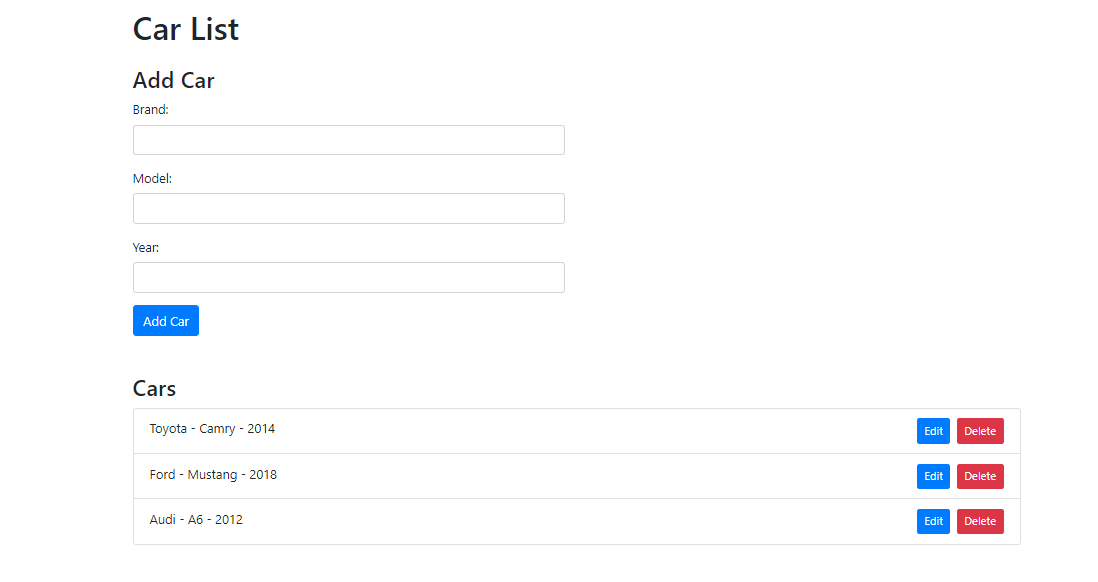 Car List
Add Car
Brand:
Model:
Year:
Add Car
Cars
Toyota - Camry - 2014 Edit Delete
Ford - Mustang - 2018 Edit Delete
Audi - A6 - 2012 Edit Delete